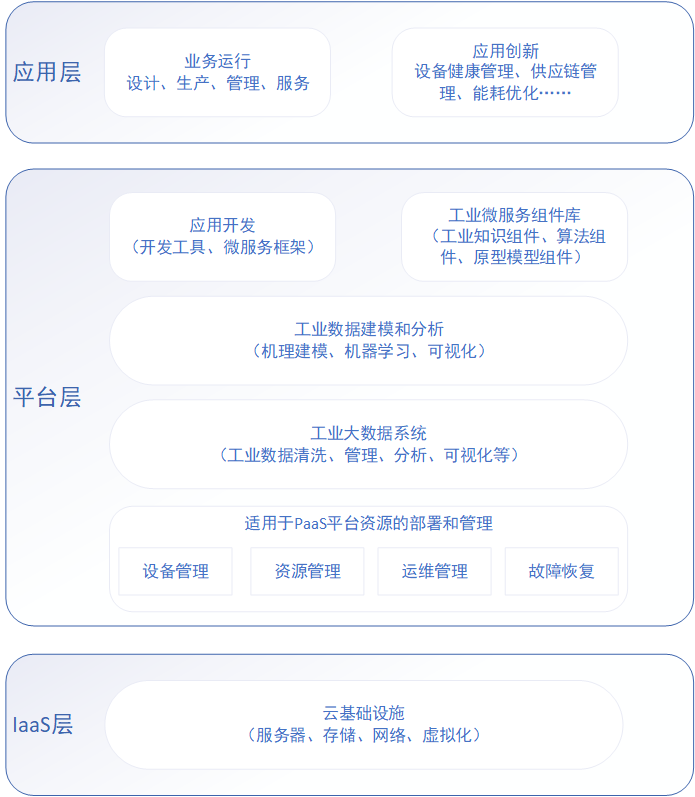 应用层
业务运行
设计、生产、管理、服务
应用创新
设备健康管理、供应链管
理、能耗优化……
平台层
应用开发
（开发工具、微服务框架）
工业微服务组件库
（工业知识组件、算法组
件、原型模型组件）
工业数据建模和分析
（机理建模、机器学习、可视化）
工业大数据系统
（工业数据清洗、管理、分析、可视化等）
适用于PaaS平台资源的部署和管理
设备管理
资源管理
运维管理
故障恢复
IaaS层
云基础设施
（服务器、存储、网络、虚拟化）